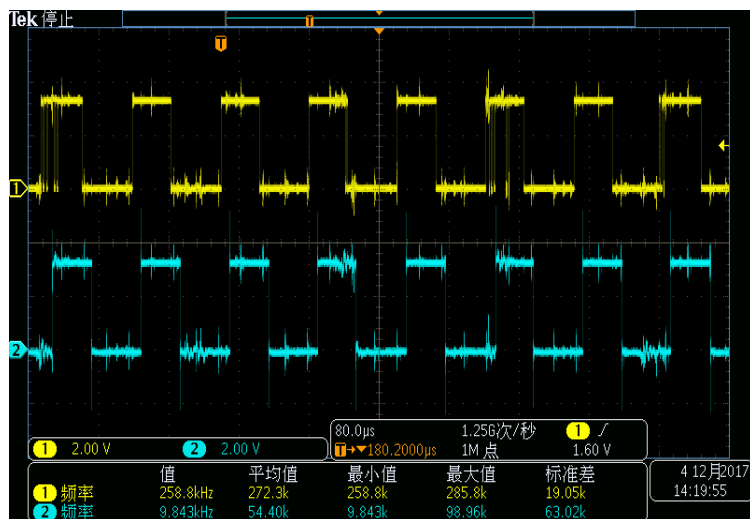 Tek 停止
T
T
1
2
1 2.00 V 2 2.00 V
80.0µs 1.25G次/秒 1
T→▼180.2000µs 1M 点 1.60 V
值 平均值 最小值 最大值 标准差
1 频率 258.8kHz 272.3k 258.8k 285.8k 19.05k
2 频率 9.843kHz 54.40k 9.843k 98.96k 63.02k
4 12月2017
14:19:55